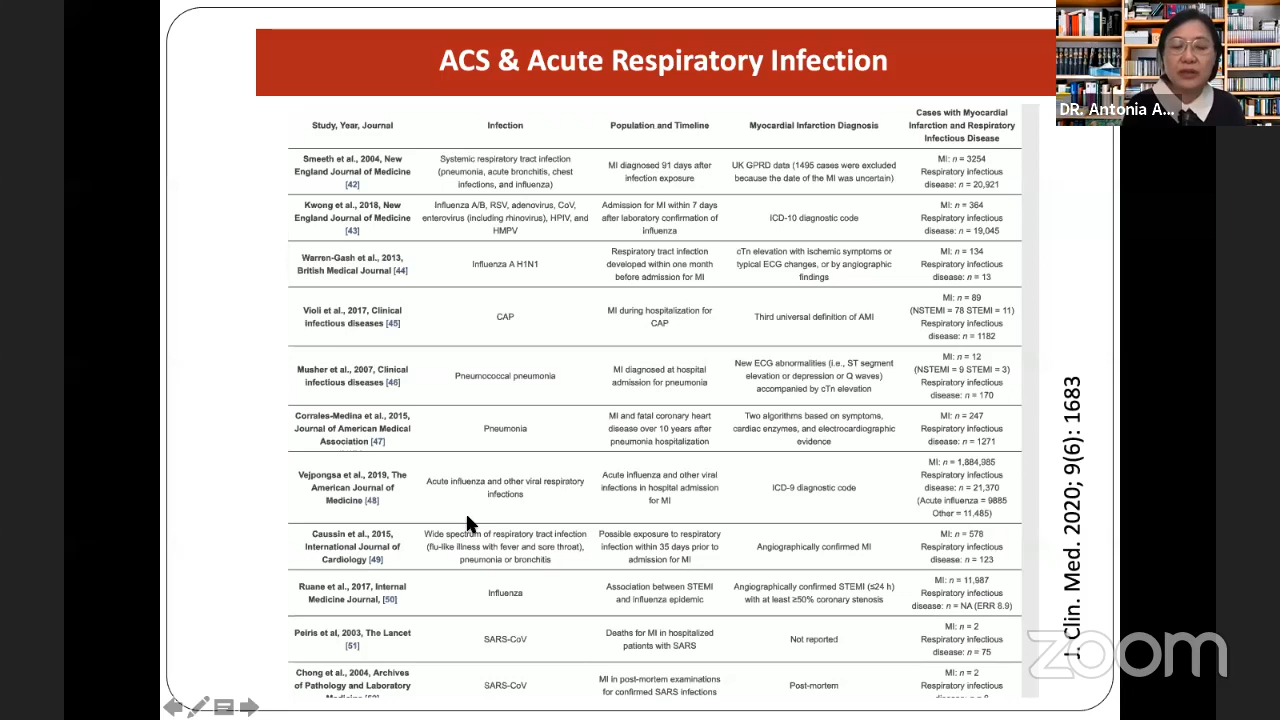 ACS & Acute Respiratory Infection
DR. Antonia A...
Study, Year, Journal
Infection
Population and Timeline
Myocardial Infarction Diagnosis
Cases with Myocardial
Infarction and Respiratory
Infectious Disease
Smeeth et al., 2004, New
England Journal of Medicine
[42]
Systemic respiratory tract infection
(pneumonia, acute bronchitis, chest
infections, and influenza)
MI diagnosed 91 days after
infection exposure
UK GPRD data (1495 cases were excluded
because the date of the MI was uncertain)
MI: n = 3254
Respiratory infectious
disease: n = 20,921
Kwong et al., 2018, New
England Journal of Medicine
[43]
Influenza A/B, RSV, adenovirus, CoV,
enterovirus (including rhinovirus), HPIV, and
HMPV
Admission for MI within 7 days
after laboratory confirmation of
influenza
ICD-10 diagnostic code
MI: n = 364
Respiratory infectious
disease: n = 19,045
Warren-Gash et al., 2013,
British Medical Journal [44]
Influenza A H1N1
Respiratory tract infection
developed within one month
before admission for MI
cTn elevation with ischemic symptoms or
typical ECG changes, or by angiographic
findings
MI: n = 134
Respiratory infectious
disease: n = 13
Violi et al., 2017, Clinical
infectious diseases [45]
CAP
MI during hospitalization for
CAP
Third universal definition of AMI
MI: n = 89
(NSTEMI = 78 STEMI = 11)
Respiratory infectious
disease: n = 1182
Musher et al., 2007, Clinical
infectious diseases [46]
Pneumococcal pneumonia
MI diagnosed at hospital
admission for pneumonia
New ECG abnormalities (i.e., ST segment
elevation or depression or Q waves)
accompanied by cTn elevation
MI: n = 12
(NSTEMI = 9 STEMI = 3)
Respiratory infectious
disease: n = 170
Corrales-Medina et al., 2015,
Journal of American Medical
Association [47]
Pneumonia
MI and fatal coronary heart
disease over 10 years after
pneumonia hospitalization
Two algorithms based on symptoms,
cardiac enzymes, and electrocardiographic
evidence
MI: n = 247
Respiratory infectious
disease: n = 1271
Vejpongsa et al., 2019, The
American Journal of
Medicine [48]
Acute influenza and other viral respiratory
infections
Acute influenza and other viral
infections in hospital admission
for MI
ICD-9 diagnostic code
MI: n = 1,884,985
Respiratory infectious
disease: n = 21,370
(Acute influenza = 9885
Other = 11,485)
Caussin et al., 2015,
International Journal of
Cardiology [49]
Wide spectrum of respiratory tract infection
(flu-like illness with fever and sore throat),
pneumonia or bronchitis
Possible exposure to respiratory
infection within 35 days prior to
admission for MI
Angiographically confirmed MI
MI: n = 578
Respiratory infectious
disease: n = 123
Ruane et al., 2017, Internal
Medicine Journal, [50]
Influenza
Association between STEMI
and influenza epidemic
Angiographically confirmed STEMI (≤24 h)
with at least ≥50% coronary stenosis
MI: n = 11,987
Respiratory infectious
disease: n = NA (ERR 8.9)
Peiris et al, 2003, The Lancet
[51]
SARS-CoV
Deaths for MI in hospitalized
patients with SARS
Not reported
MI: n = 2
Respiratory infectious
disease: n = 75
Chong et al., 2004, Archives
of Pathology and Laboratory
SARS-CoV
MI in post-mortem examinations
for confirmed SARS infections
Post-mortem
MI: n = 2
Respiratory infectious
J. Clin. Med. 2020; 9(6): 1683
zoom